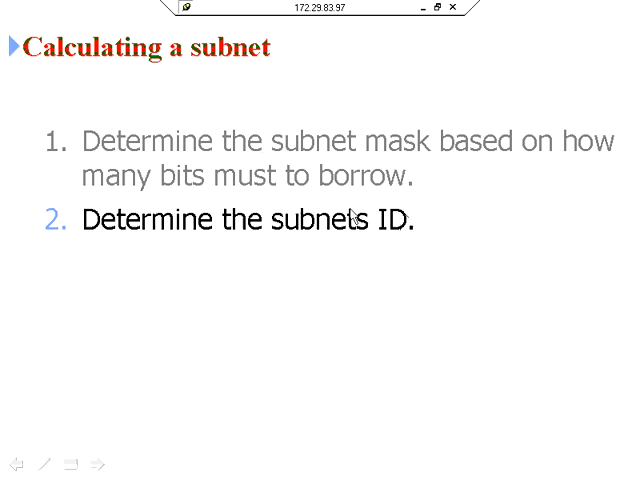 172.29.83.97
Calculating a subnet
1. Determine the subnet mask based on how
many bits must to borrow.
2. Determine the subnets ID.